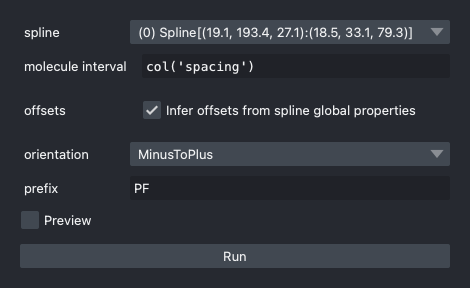 spline (0) Spline[(19.1, 193.4, 27.1):(18.5, 33.1, 79.3)]
molecule interval col('spacing')
offsets Infer offsets from spline global properties
orientation MinusToPlus
prefix PF
Preview
Run